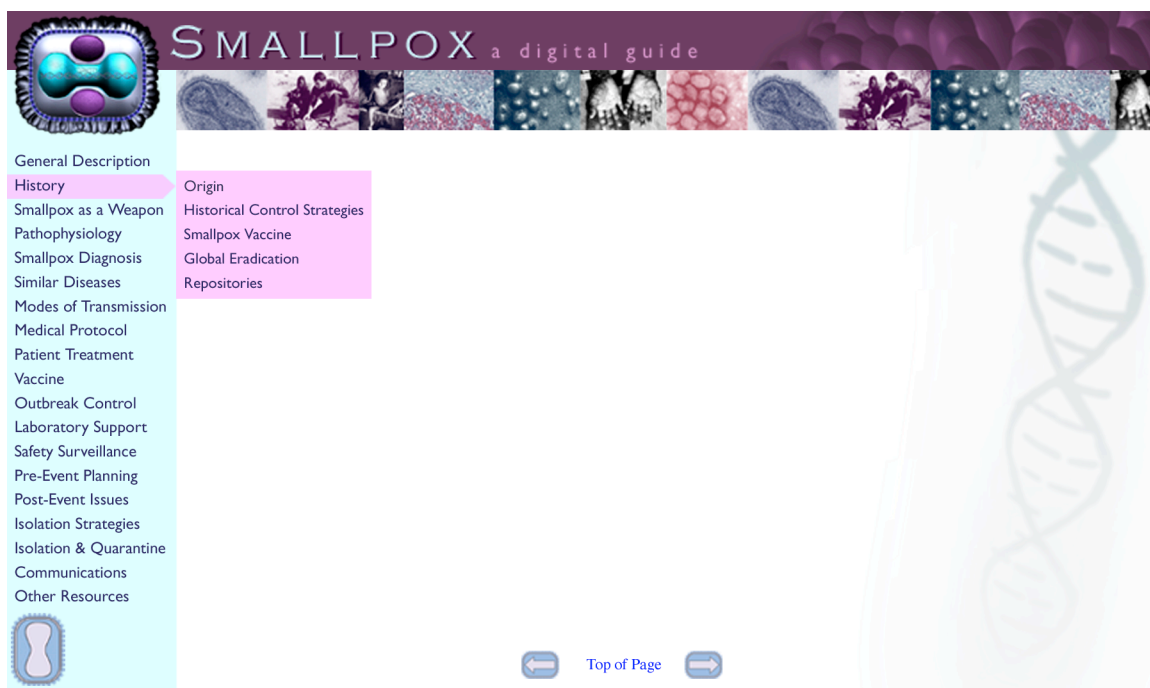 SMALLPOX a digital guide
General Description
History
Smallpox as a Weapon
Pathophysiology
Smallpox Diagnosis
Similar Diseases
Modes of Transmission
Medical Protocol
Patient Treatment
Vaccine
Outbreak Control
Laboratory Support
Safety Surveillance
Pre-Event Planning
Post-Event Issues
Isolation Strategies
Isolation & Quarantine
Communications
Other Resources
Origin
Historical Control Strategies
Smallpox Vaccine
Global Eradication
Repositories
Top of Page